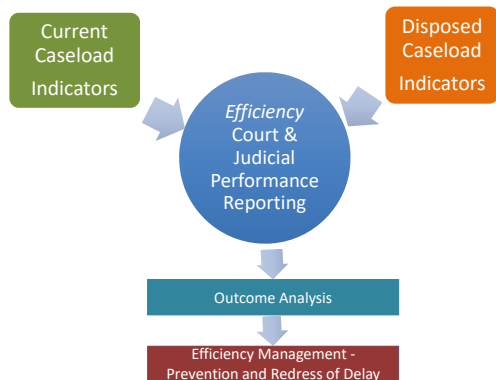 Current
Caseload
Indicators
Disposed
Caseload
Indicators
Efficiency
Court &
Judicial
Performance
Reporting
Outcome Analysis
Efficiency Management -
Prevention and Redress of Delay